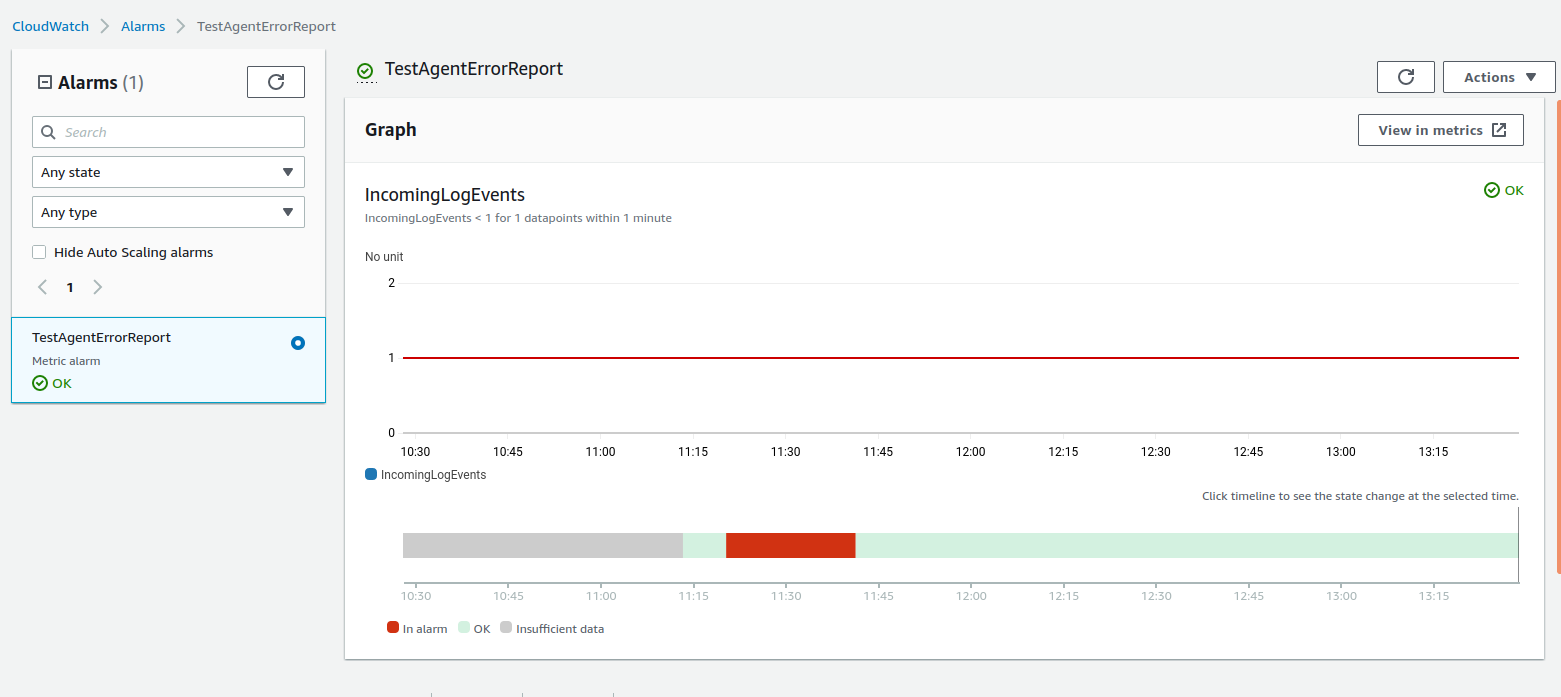 CloudWatch
Alarms
TestAgentErrorReport
Alarms (1)
Search
Any state
Any type
Hide Auto Scaling alarms
1
TestAgentErrorReport
Metric alarm
OK
TestAgentErrorReport
Actions
Graph
View in metrics
IncomingLogEvents
OK
IncomingLogEvents < 1 for 1 datapoints within 1 minute
No unit
2
1
0
10:30 10:45 11:00 11:15 11:30 11:45 12:00 12:15 12:30 12:45 13:00 13:15
IncomingLogEvents
Click timeline to see the state change at the selected time.
10:30 10:45 11:00 11:15 11:30 11:45 12:00 12:15 12:30 12:45 13:00 13:15
In alarm OK Insufficient data